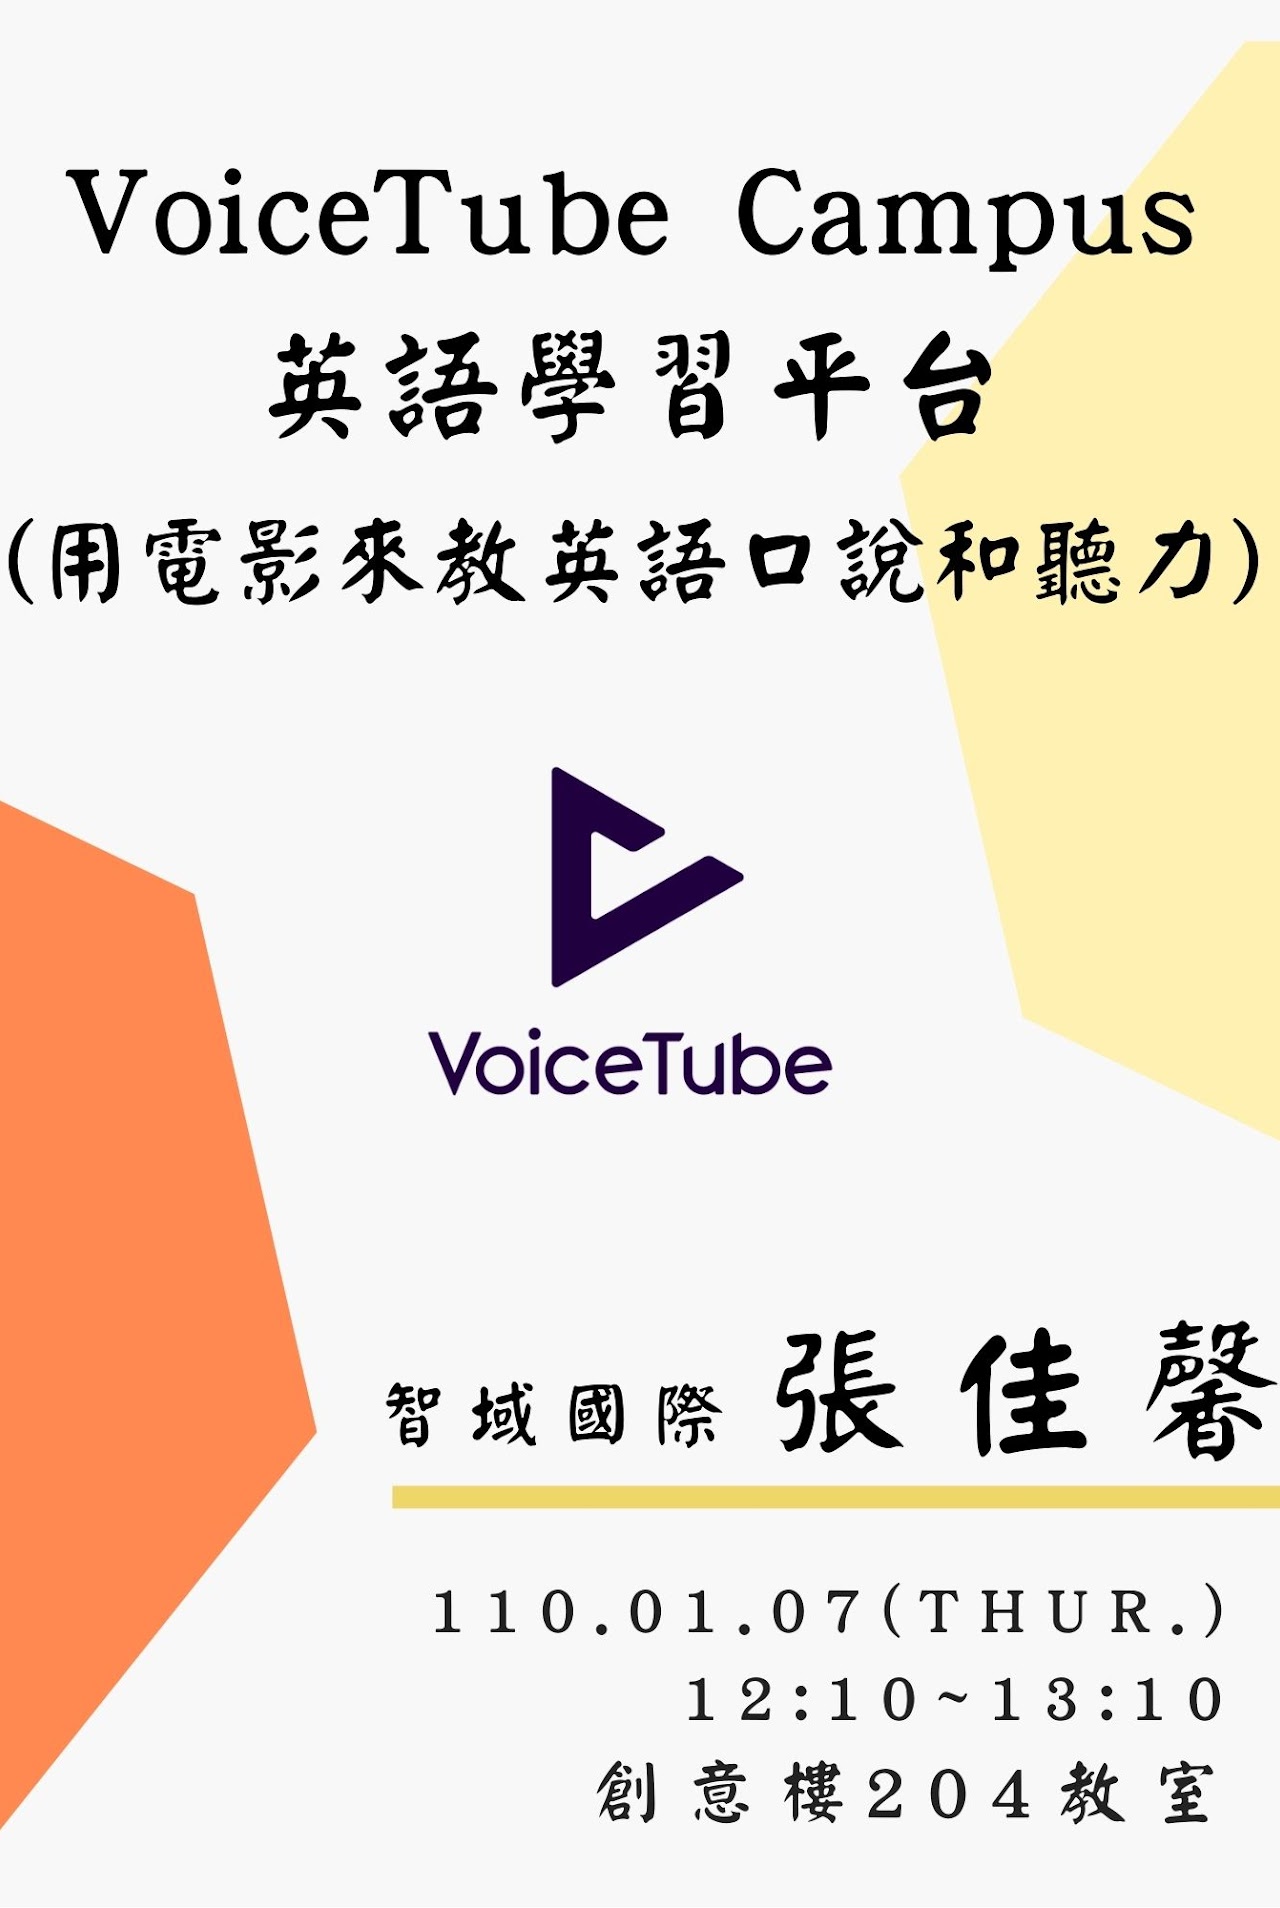 VoiceTube Campus
英語學習平台
(用電影來教英語口說和聽力)
VoiceTube
智域國際 張佳馨
110.01.07(THUR.)
12:10~13:10
創意樓204教室